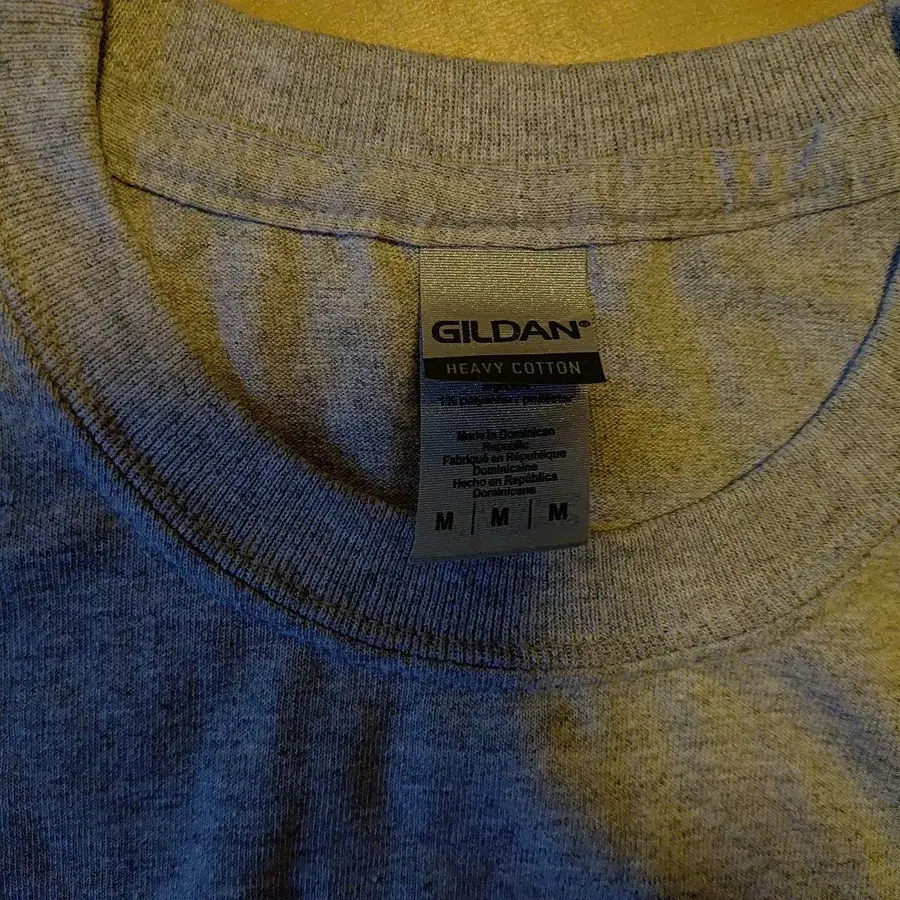 GILDAN®
HEAVY COTTON
Made in Dominican
Republic
Fabriqué en République
Dominicaine
Hecho en República
Dominicana
M | M | M